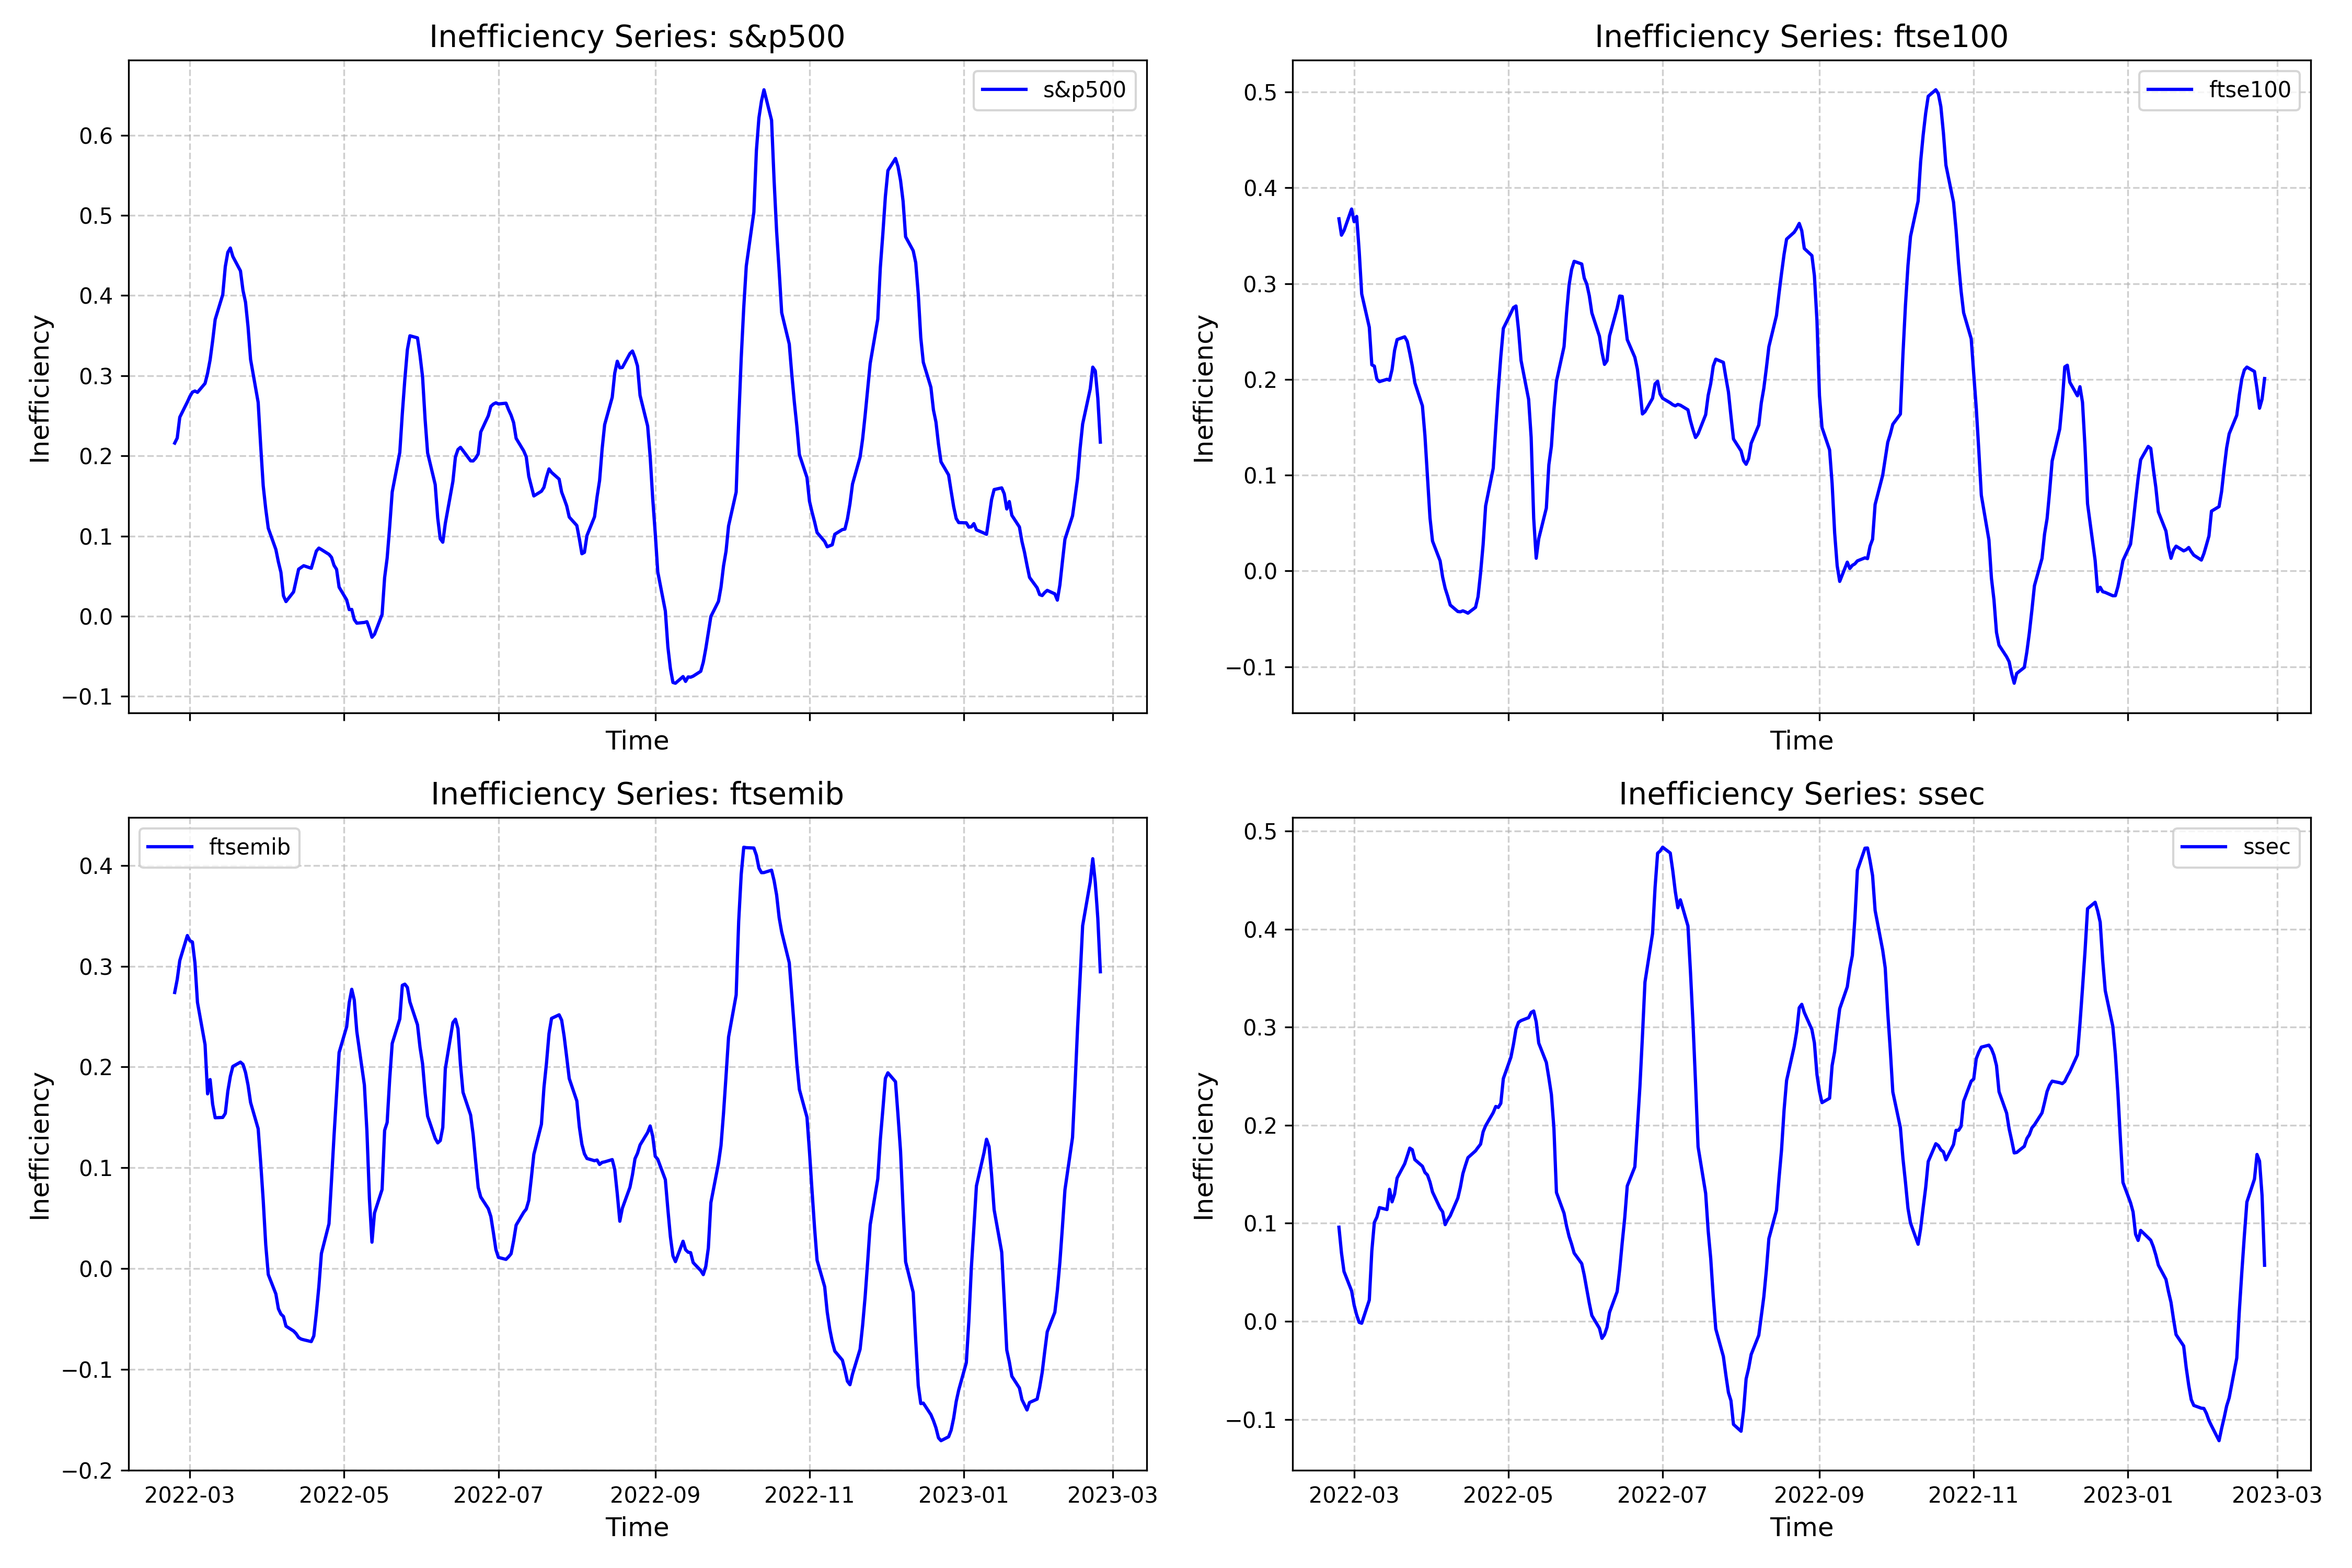 Inefficiency Series: s&p500
s&p500
Inefficiency
0.6
0.5
0.4
0.3
0.2
0.1
0.0
−0.1
Time
Inefficiency Series: ftse100
ftse100
Inefficiency
0.5
0.4
0.3
0.2
0.1
0.0
−0.1
Time
Inefficiency Series: ftsemib
ftsemib
Inefficiency
0.4
0.3
0.2
0.1
0.0
−0.1
−0.2
2022-03 2022-05 2022-07 2022-09 2022-11 2023-01 2023-03
Time
Inefficiency Series: ssec
ssec
Inefficiency
0.5
0.4
0.3
0.2
0.1
0.0
−0.1
2022-03 2022-05 2022-07 2022-09 2022-11 2023-01 2023-03
Time